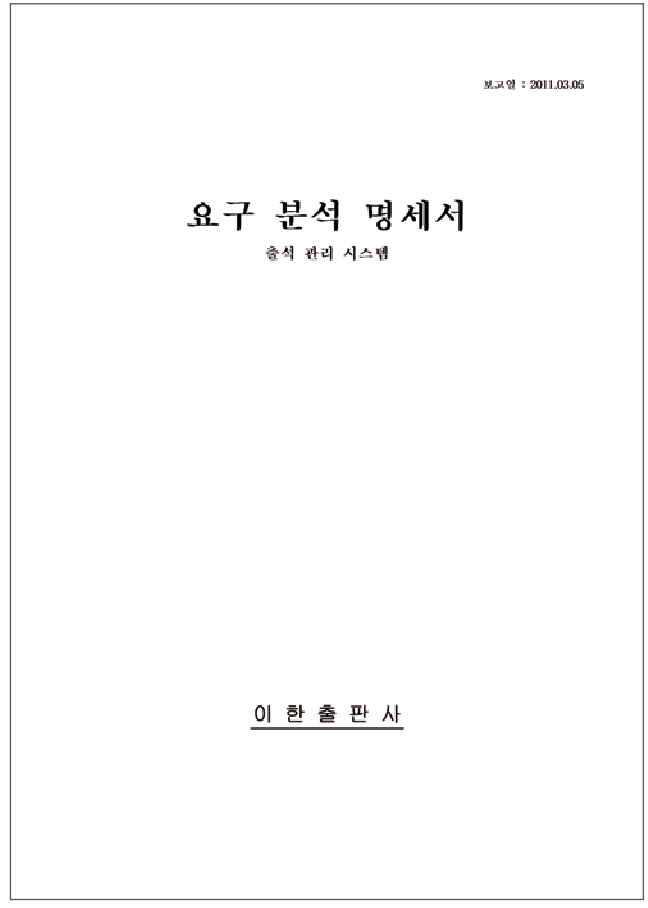 보고일 : 2011.03.05
요구 분석 명세서
출석 관리 시스템
이 한 출 판 사